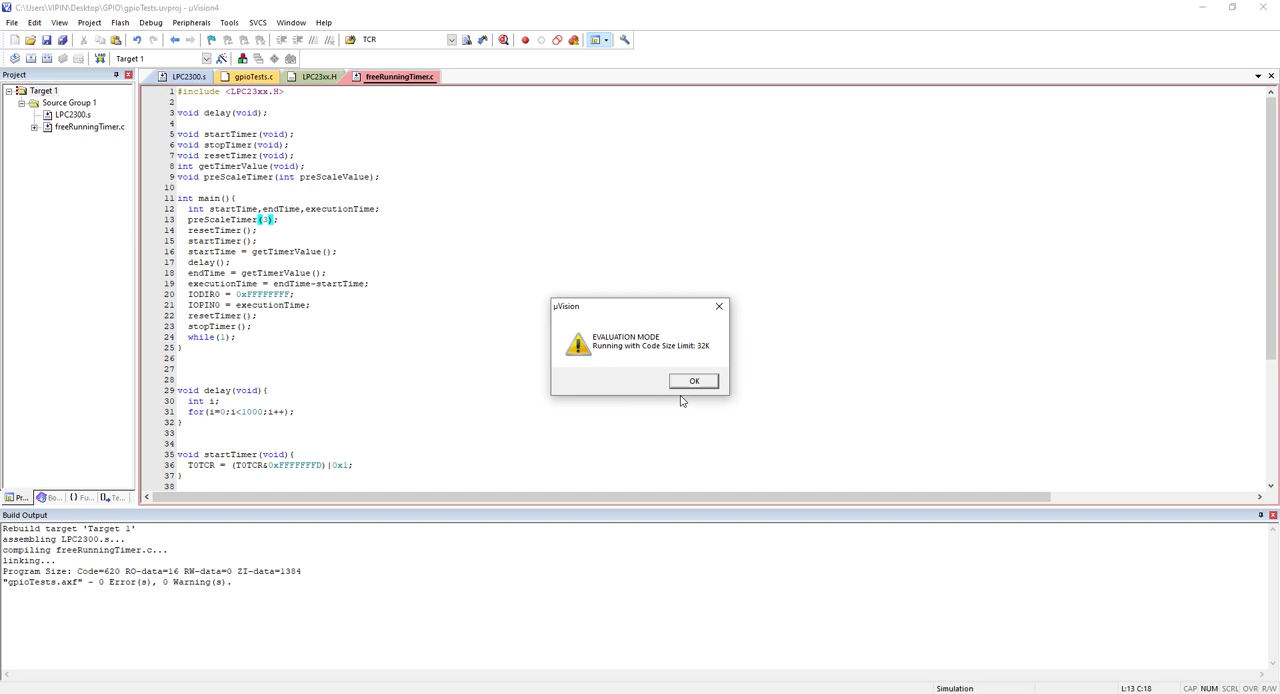 C:\Users\VIPIN\Desktop\GPIO\gpioTests.uvproj - µVision4
File Edit View Project Flash Debug Peripherals Tools SVCS Window Help
TCR
Target 1
Project
LPC2300.s gpioTests.c LPC23xx.H freeRunningTimer.c
Target 1
Source Group 1
LPC2300.s
freeRunningTimer.c
1 #include <LPC23xx.H>
2
3 void delay(void);
4
5 void startTimer(void);
6 void stopTimer(void);
7 void resetTimer(void);
8 int getTimerValue(void);
9 void preScaleTimer(int preScaleValue);
10
11 int main(){
12 int startTime,endTime,executionTime;
13 preScaleTimer(3);
14 resetTimer();
15 startTimer();
16 startTime = getTimerValue();
17 delay();
18 endTime = getTimerValue();
19 executionTime = endTime-startTime;
20 IODIR0 = 0xFFFFFFFF;
21 IOPIN0 = executionTime;
22 resetTimer();
23 stopTimer();
24 while(1);
25 }
26
27
28
29 void delay(void){
30 int i;
31 for(i=0;i<1000;i++);
32 }
33
34
35 void startTimer(void){
36 T0TCR = (T0TCR&0xFFFFFFFD)|0x1;
37 }
38
µVision
EVALUATION MODE
Running with Code Size Limit: 32K
OK
Pr... Bo... {} Fu... Te...
Build Output
Rebuild target 'Target 1'
assembling LPC2300.s...
compiling freeRunningTimer.c...
linking...
Program Size: Code=620 RO-data=16 RW-data=0 ZI-data=1384
"gpioTests.axf" - 0 Error(s), 0 Warning(s).
Simulation L:13 C:18 CAP NUM SCRL OVR R/W